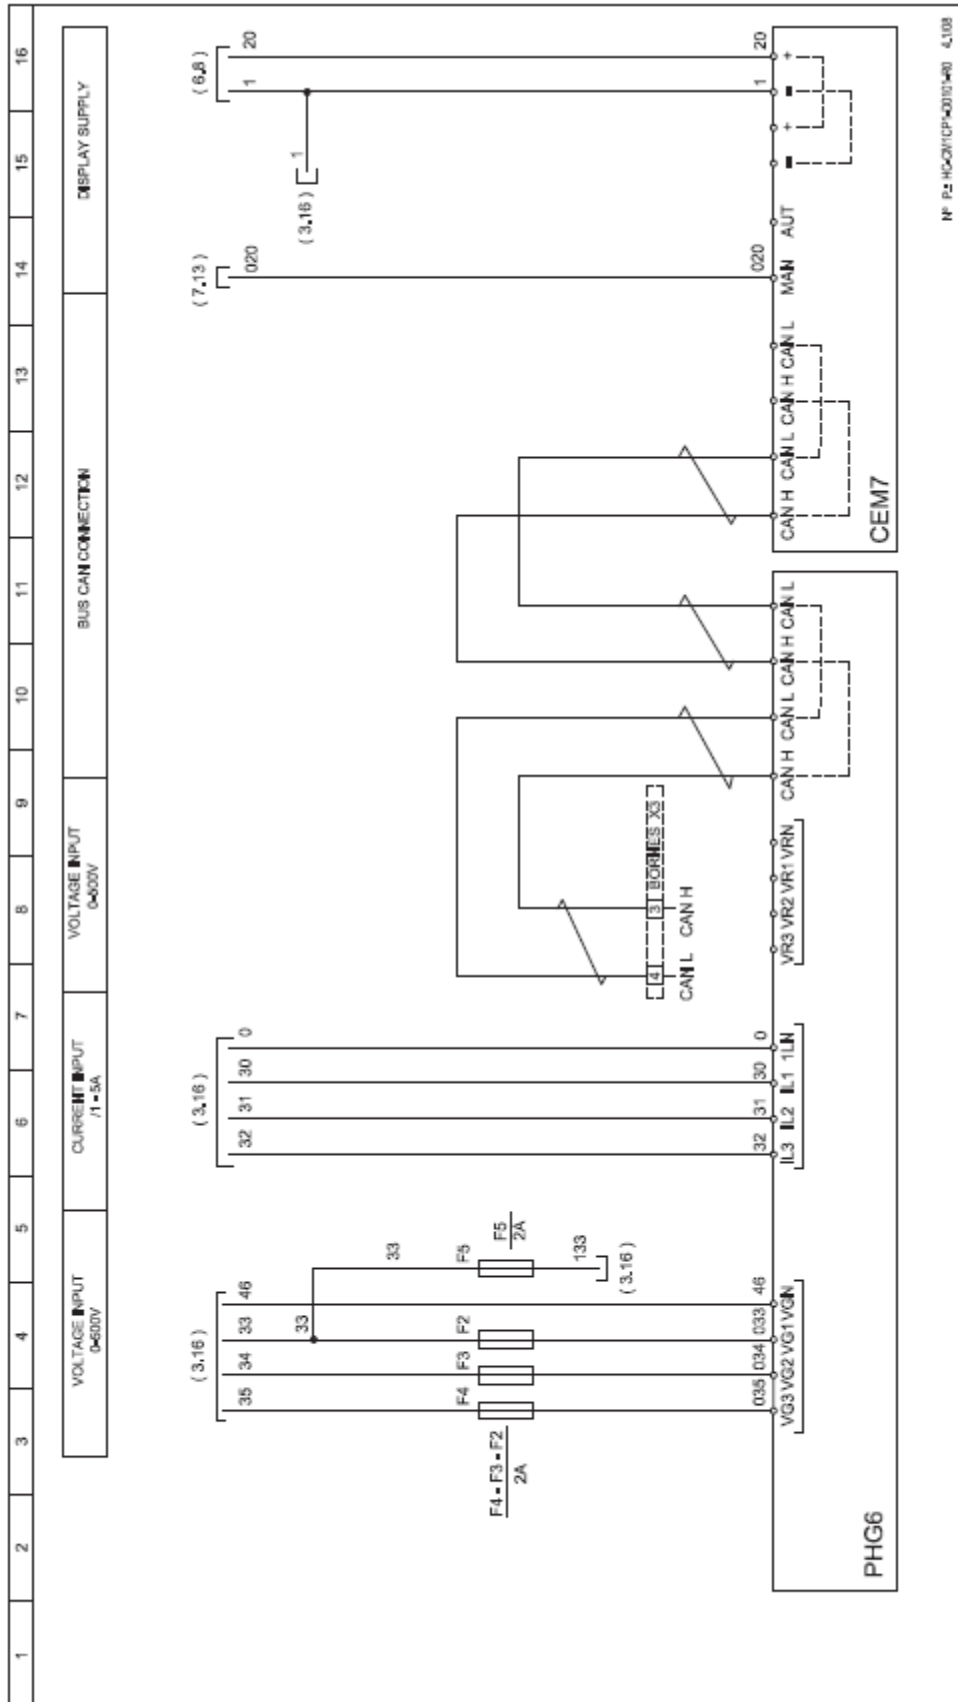 1 2 3 4 5 6 7 8 9 10 11 12 13 14 15 16
VOLTAGE INPUT
0-500V
CURRENT INPUT
/1-5A
VOLTAGE INPUT
0-500V
BUS CAN CONNECTION
DISPLAY SUPPLY
( 3.16 )
35 34 33 46
33
33
F4 F3 F2 F5
F4 - F3 - F2
2A
F5
2A
133
( 3.16 )
035 034 033 46
VG3 VG2 VG1 VGN
( 3.16 )
32 31 30 0
32 31 30 0
IL3 IL2 IL1 1LN
4 3 BORNES X3
CAN L CAN H
VR3 VR2 VR1 VRN
CAN H CAN L CAN H CAN L
PHG6
CAN H CAN L CAN H CAN L
( 7.13 )
020
020
MAN AUT
( 6.8 )
1 20
1
( 3.16 )
1 20
- + - +
CEM7